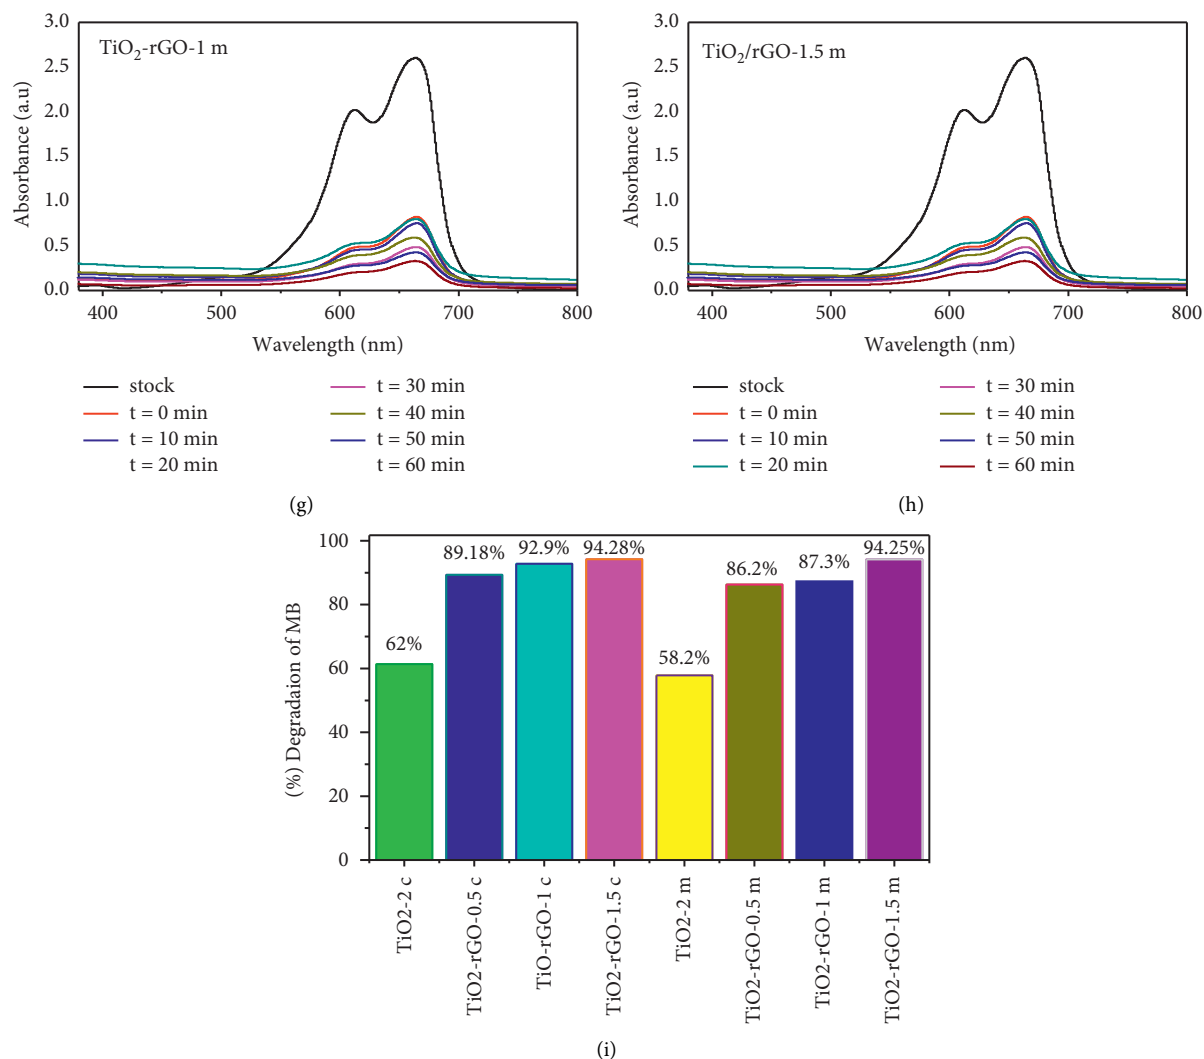 TiO2-rGO-1 m
Absorbance (a.u)
3.0
2.5
2.0
1.5
1.0
0.5
0.0
400
500
600
700
800
Wavelength (nm)
stock
t = 0 min
t = 10 min
t = 20 min
t = 30 min
t = 40 min
t = 50 min
t = 60 min
(g)
TiO2/rGO-1.5 m
Absorbance (a.u)
3.0
2.5
2.0
1.5
1.0
0.5
0.0
400
500
600
700
800
Wavelength (nm)
stock
t = 0 min
t = 10 min
t = 20 min
t = 30 min
t = 40 min
t = 50 min
t = 60 min
(h)
(%) Degradaion of MB
100
80
60
40
20
0
62%
89.18%
92.9%
94.28%
58.2%
86.2%
87.3%
94.25%
TiO2-2 c
TiO2-rGO-0.5 c
TiO-rGO-1 c
TiO2-rGO-1.5 c
TiO2-2 m
TiO2-rGO-0.5 m
TiO2-rGO-1 m
TiO2-rGO-1.5 m
(i)